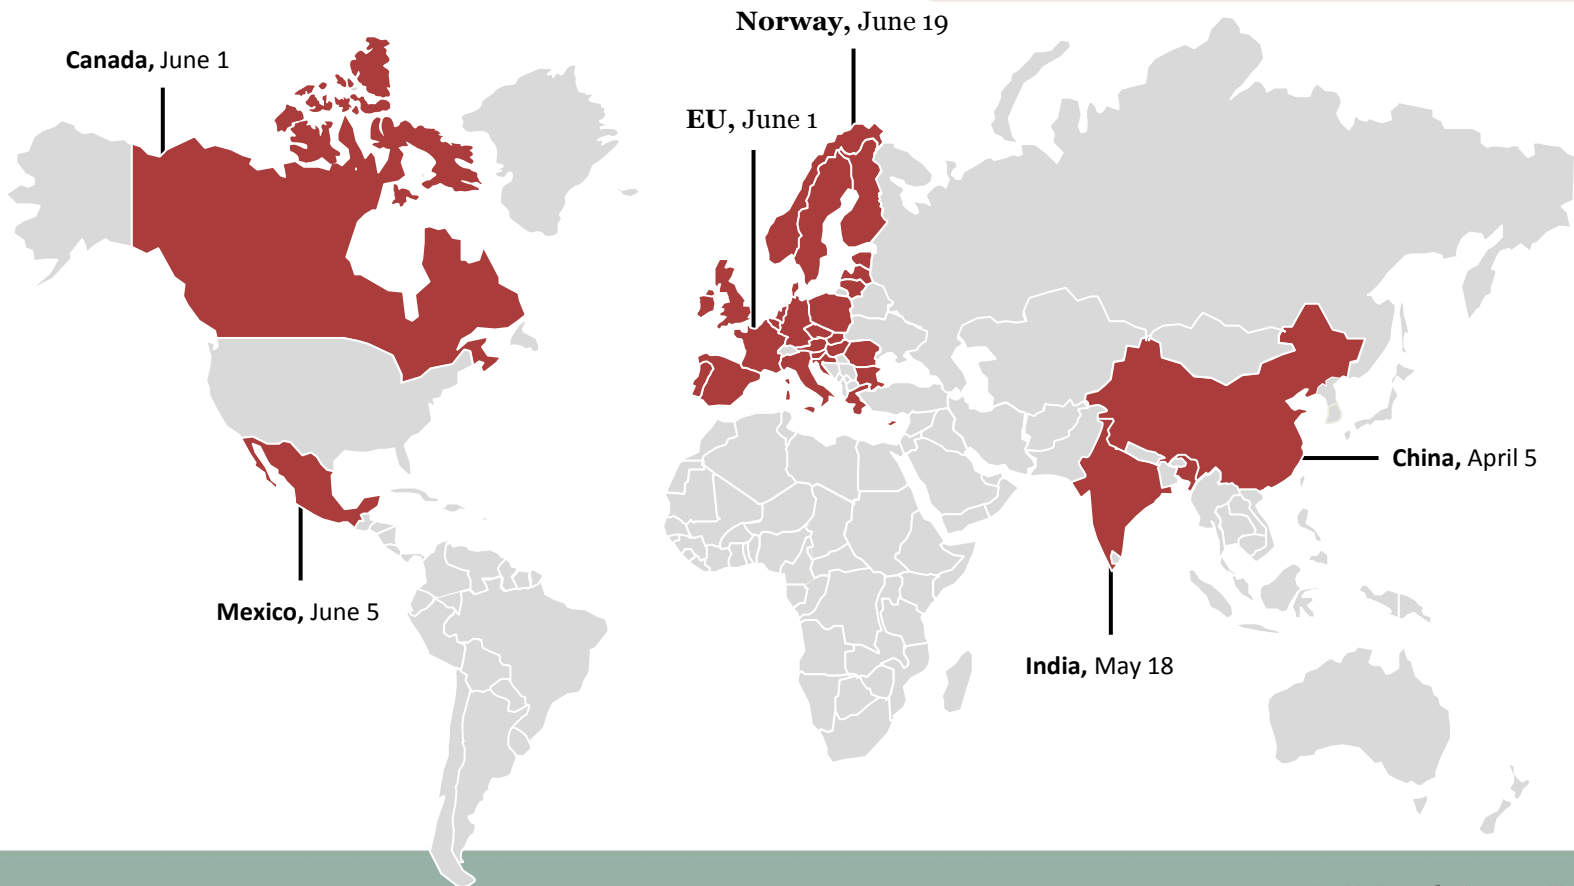 Norway, June 19
Canada, June 1
EU, June 1
China, April 5
Mexico, June 5
India, May 18